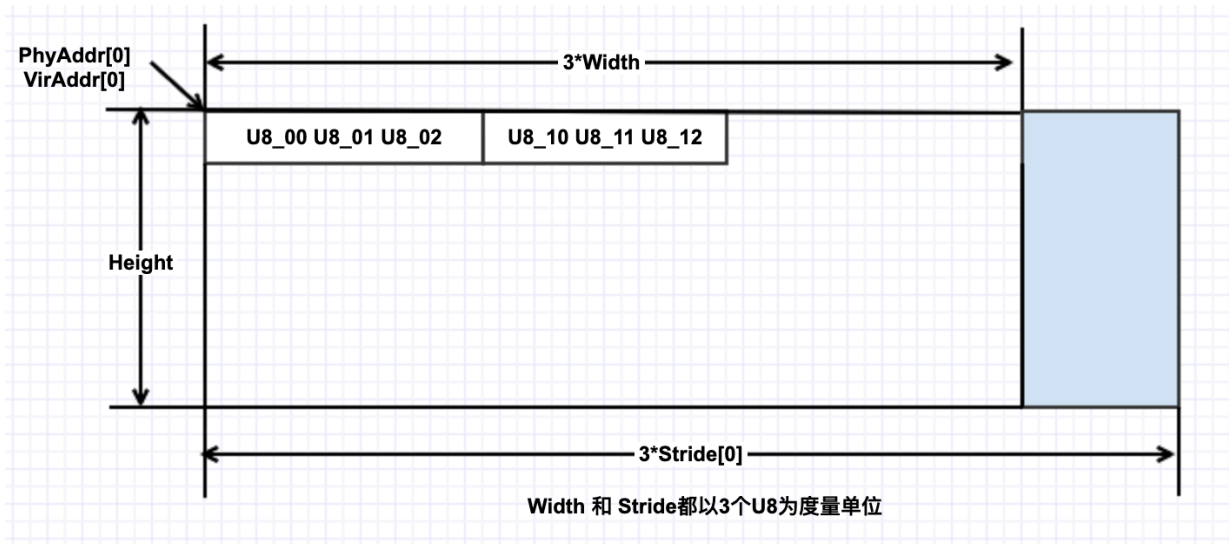 PhyAddr[0]
VirAddr[0]
3*Width
U8_00 U8_01 U8_02
U8_10 U8_11 U8_12
Height
3*Stride[0]
Width 和 Stride都以3个U8为度量单位